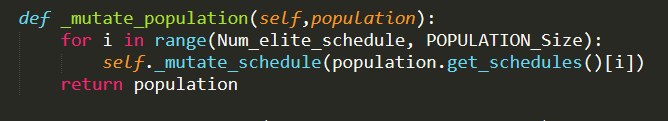 def _mutate_population(self,population):
    for i in range(Num_elite_schedule, POPULATION_Size):
        self._mutate_schedule(population.get_schedules()[i])
    return population